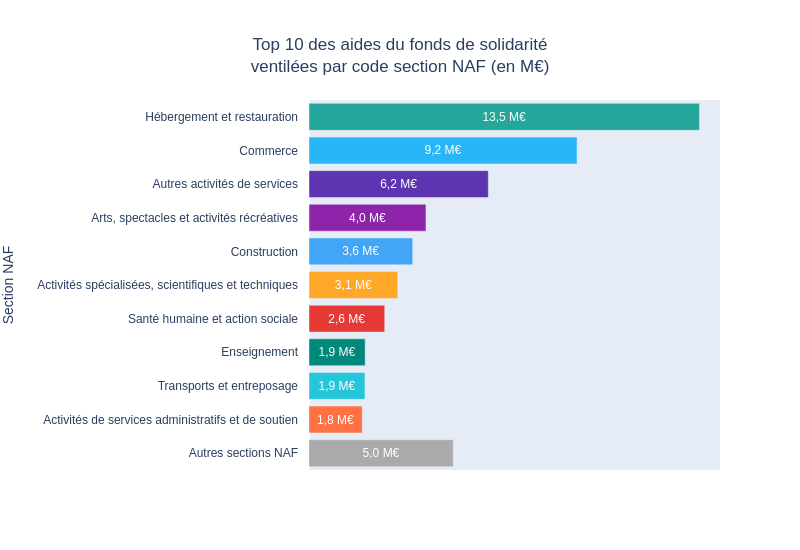 Top 10 des aides du fonds de solidarité
ventilées par code section NAF (en M€)
Section NAF
Hébergement et restauration 13,5 M€
Commerce 9,2 M€
Autres activités de services 6,2 M€
Arts, spectacles et activités récréatives 4,0 M€
Construction 3,6 M€
Activités spécialisées, scientifiques et techniques 3,1 M€
Santé humaine et action sociale 2,6 M€
Enseignement 1,9 M€
Transports et entreposage 1,9 M€
Activités de services administratifs et de soutien 1,8 M€
Autres sections NAF 5,0 M€